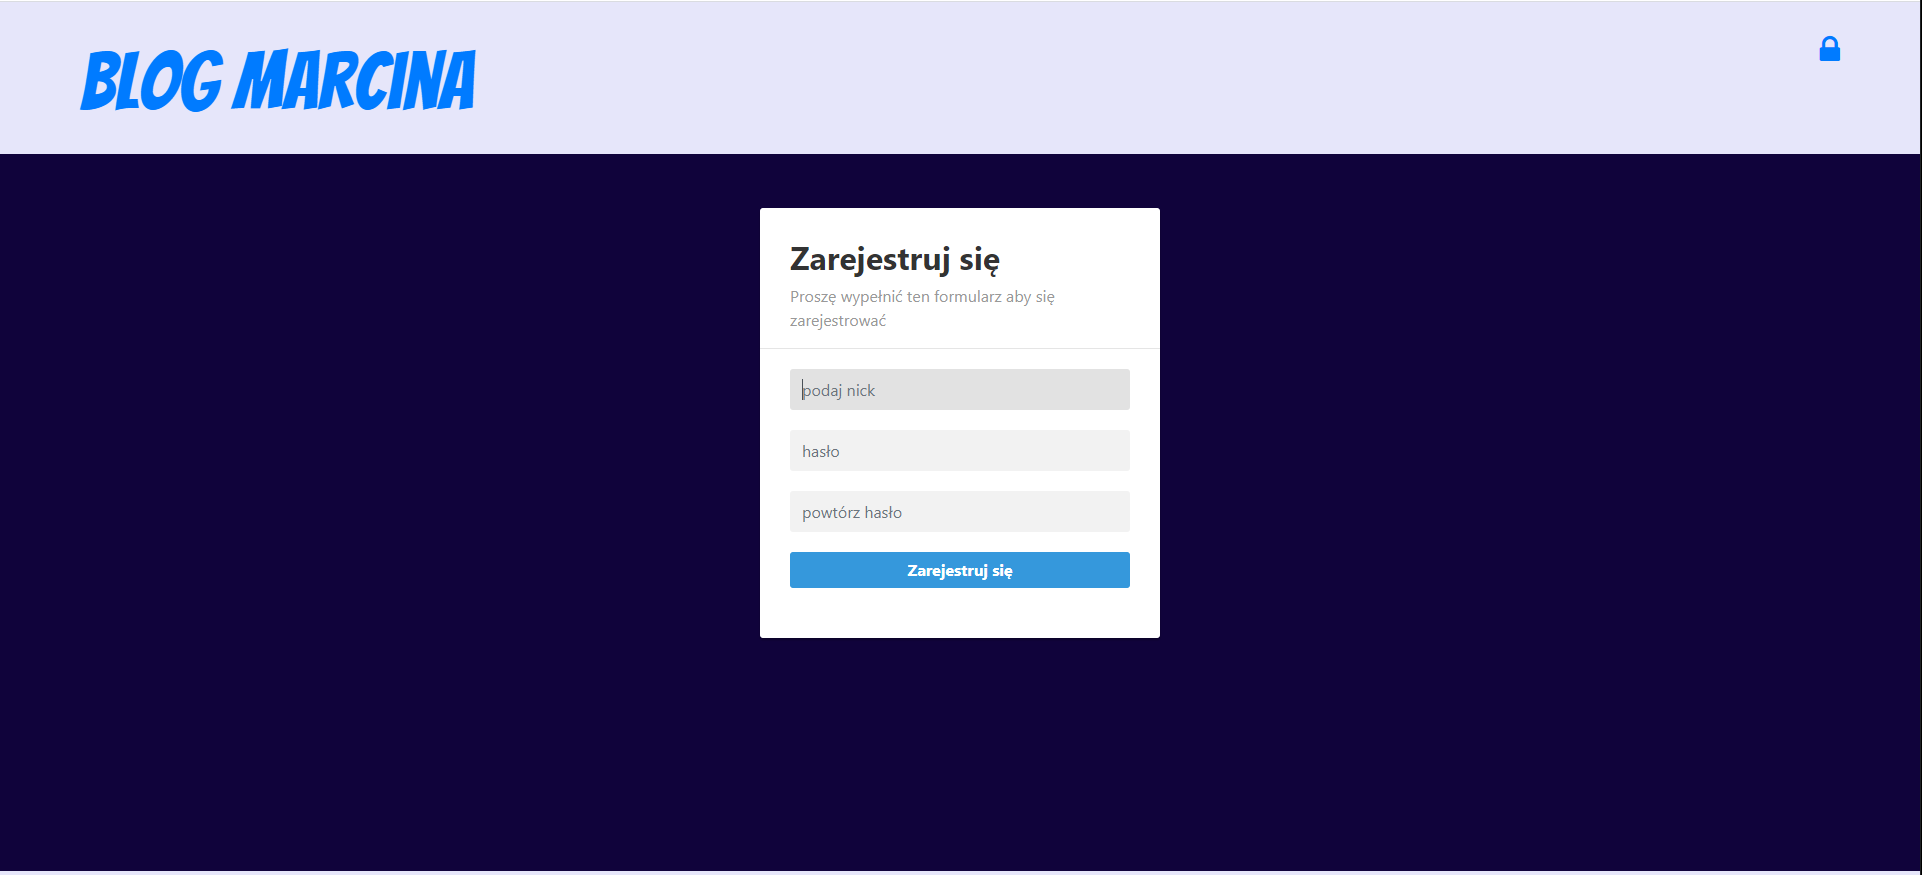 BLOG MARCINA
Zarejestruj się
Proszę wypełnić ten formularz aby się
zarejestrować
podaj nick
hasło
powtórz hasło
Zarejestruj się